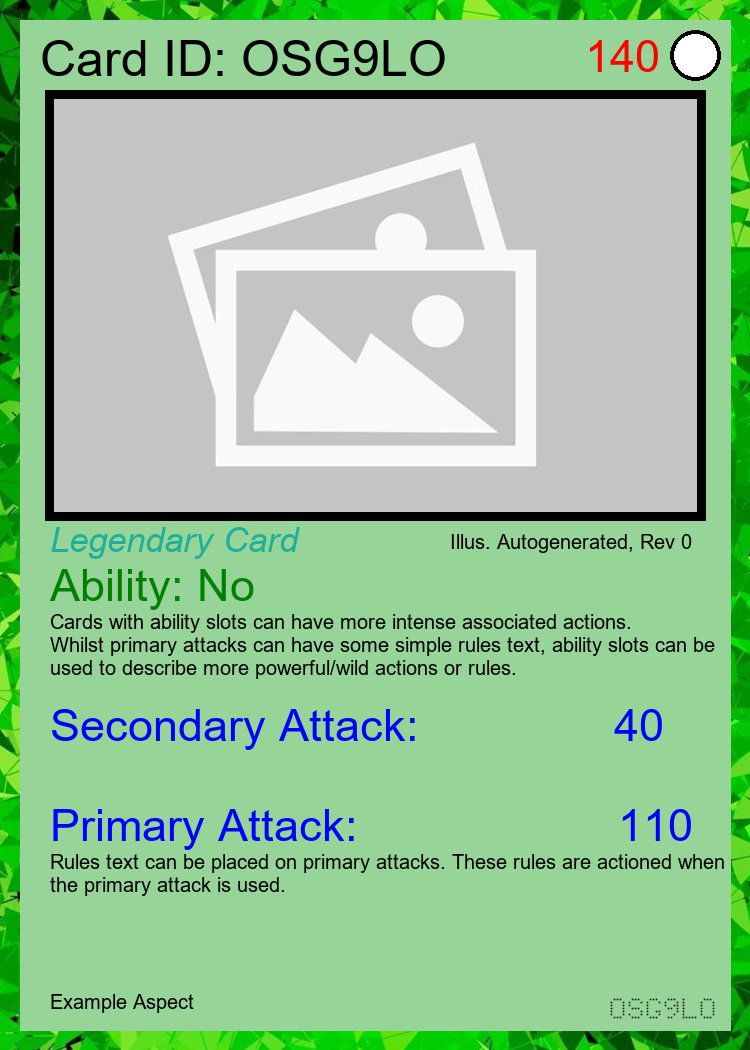 Card ID: OSG9LO 140
Legendary Card Illus. Autogenerated, Rev 0
Ability: No
Cards with ability slots can have more intense associated actions.
Whilst primary attacks can have some simple rules text, ability slots can be
used to describe more powerful/wild actions or rules.
Secondary Attack: 40
Primary Attack: 110
Rules text can be placed on primary attacks. These rules are actioned when
the primary attack is used.
Example Aspect OSG9LO